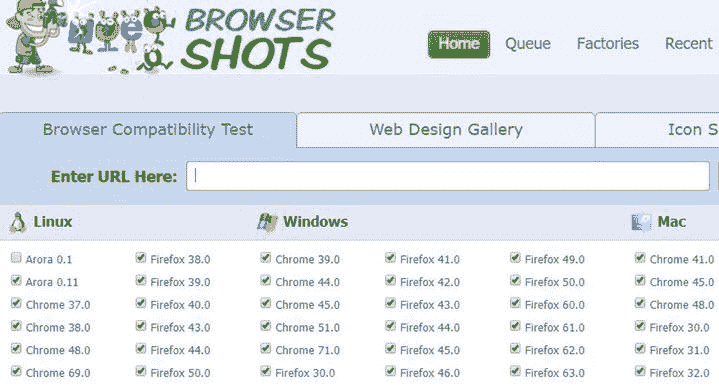 BROWSER
SHOTS
Home Queue Factories Recent
Browser Compatibility Test Web Design Gallery Icon S
Enter URL Here:
Linux Windows Mac
Arora 0.1 Firefox 38.0 Chrome 39.0 Firefox 41.0 Firefox 49.0 Chrome 41.0
Arora 0.11 Firefox 39.0 Chrome 44.0 Firefox 42.0 Firefox 50.0 Chrome 45.0
Chrome 37.0 Firefox 40.0 Chrome 45.0 Firefox 43.0 Firefox 60.0 Chrome 48.0
Chrome 38.0 Firefox 43.0 Chrome 51.0 Firefox 44.0 Firefox 61.0 Firefox 30.0
Chrome 48.0 Firefox 44.0 Chrome 71.0 Firefox 45.0 Firefox 62.0 Firefox 31.0
Chrome 69.0 Firefox 50.0 Firefox 30.0 Firefox 46.0 Firefox 63.0 Firefox 32.0